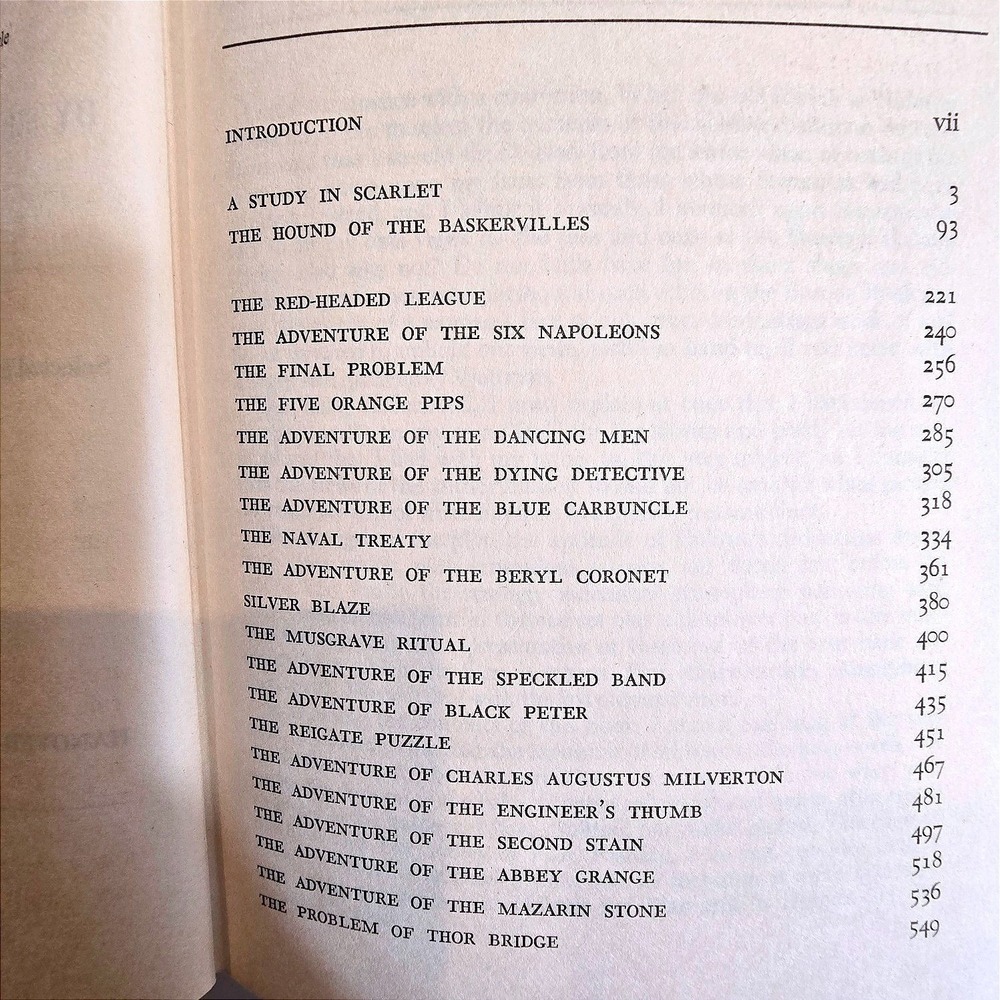 INTRODUCTION vii
A STUDY IN SCARLET 3
THE HOUND OF THE BASKERVILLES 93
THE RED-HEADED LEAGUE 221
THE ADVENTURE OF THE SIX NAPOLEONS 240
THE FINAL PROBLEM 256
THE FIVE ORANGE PIPS 270
THE ADVENTURE OF THE DANCING MEN 285
THE ADVENTURE OF THE DYING DETECTIVE 305
THE ADVENTURE OF THE BLUE CARBUNCLE 318
THE NAVAL TREATY 334
THE ADVENTURE OF THE BERYL CORONET 361
SILVER BLAZE 380
THE MUSGRAVE RITUAL 400
THE ADVENTURE OF THE SPECKLED BAND 415
THE ADVENTURE OF BLACK PETER 435
THE REIGATE PUZZLE 451
THE ADVENTURE OF CHARLES AUGUSTUS MILVERTON 467
THE ADVENTURE OF THE ENGINEER'S THUMB 481
THE ADVENTURE OF THE SECOND STAIN 497
THE ADVENTURE OF THE ABBEY GRANGE 518
THE ADVENTURE OF THE MAZARIN STONE 536
THE PROBLEM OF THOR BRIDGE 549